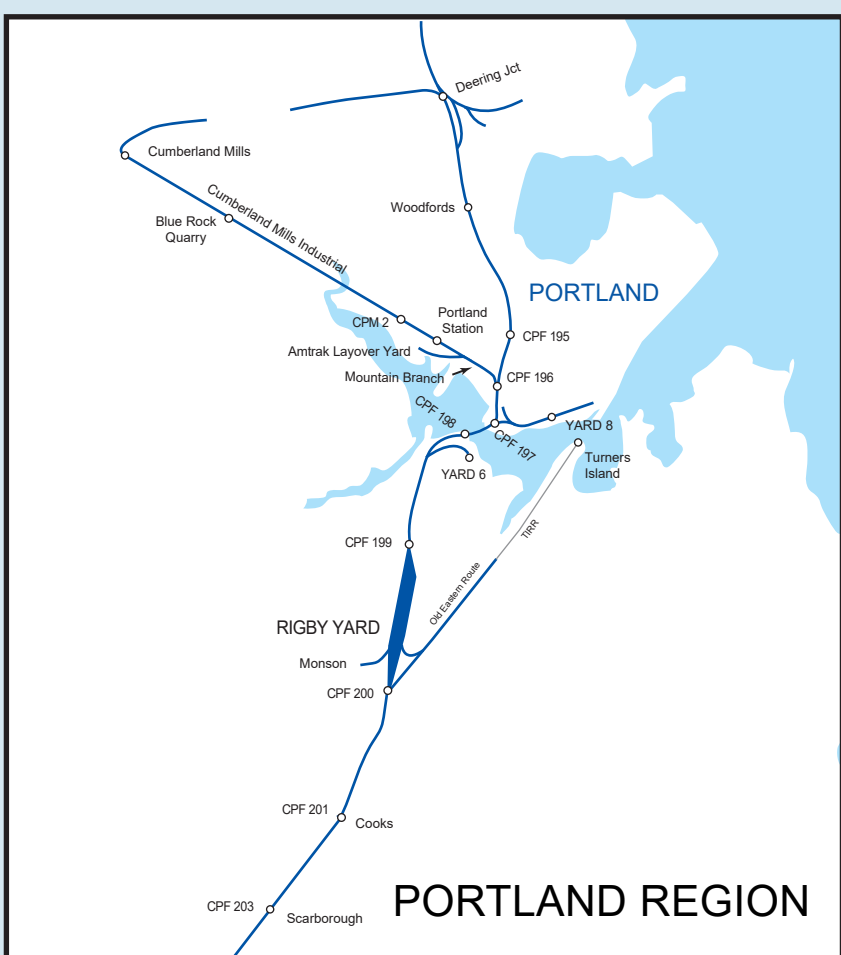 Deering Jct
Cumberland Mills
Cumberland Mills Industrial
Blue Rock
Quarry
Woodfords
PORTLAND
CPM 2
Portland
Station
CPF 195
Amtrak Layover Yard
Mountain Branch
CPF 196
CPF 198
CPF 197
YARD 8
YARD 6
Turners
Island
TIRR
CPF 199
Old Eastern Route
RIGBY YARD
Monson
CPF 200
CPF 201
Cooks
CPF 203
Scarborough
PORTLAND REGION